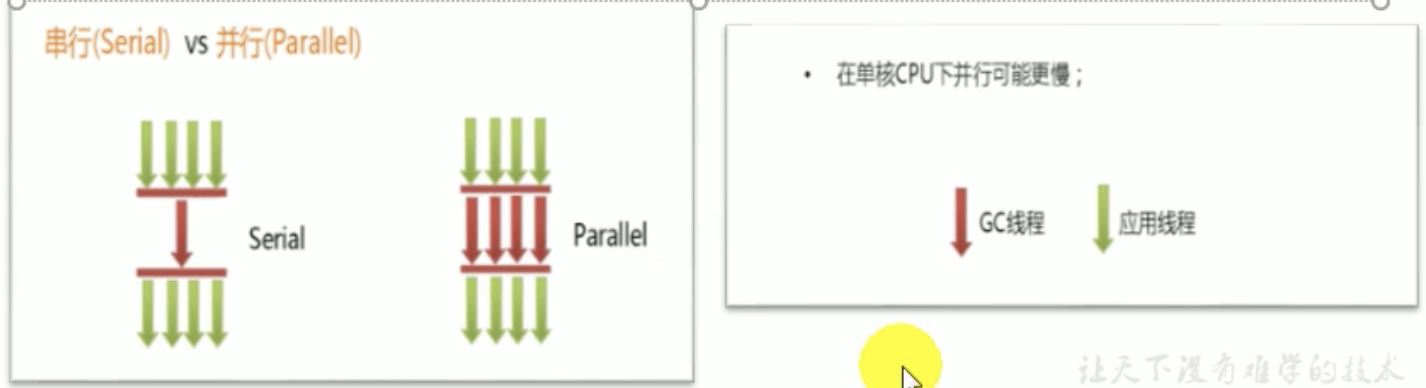 串行(Serial) vs 并行(Parallel)
Serial
Parallel
• 在单核CPU下并行可能更慢；
GC线程
应用线程
让天下没有难学的技术